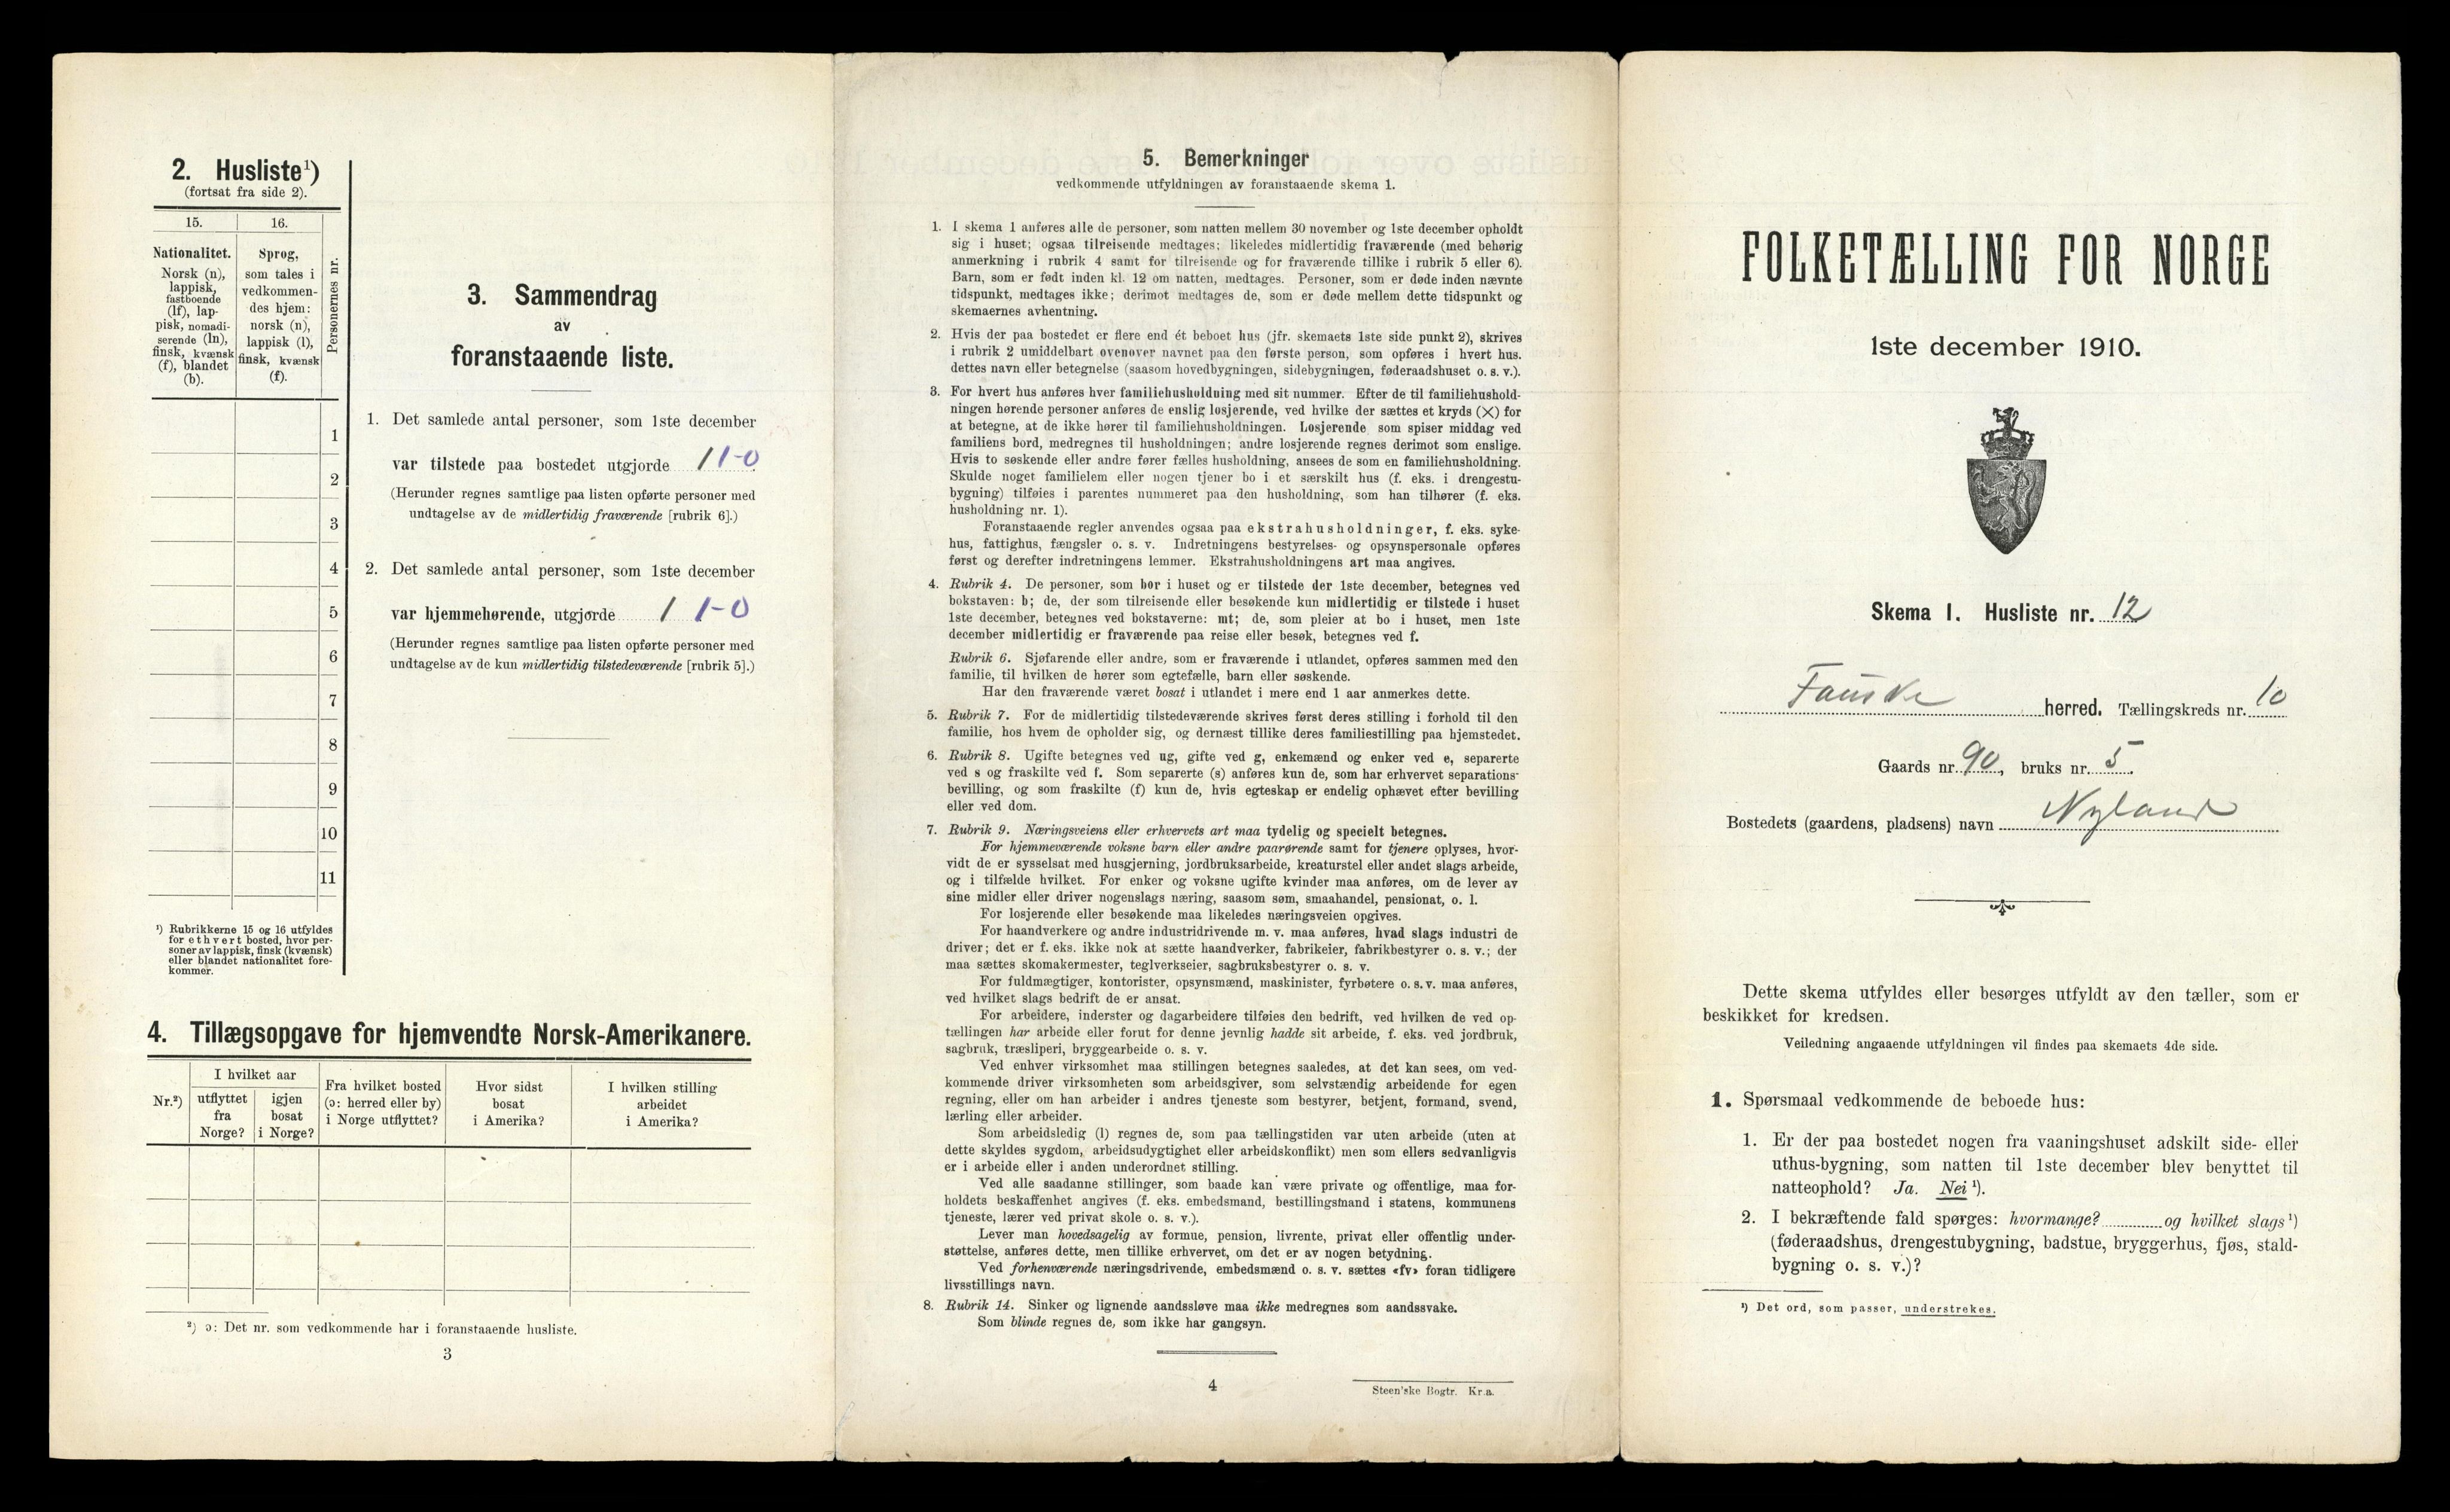 2. Husliste¹)
(fortsat fra side 2).
15.
16.
Personernes nr.
Nationalitet.
Norsk (n),
lappisk,
fastboende
(lf), lap-
pisk, nomadi-
serende (ln),
finsk, kvænsk
(f), blandet
(b).
Sprog,
som tales i
vedkommen-
des hjem:
norsk (n),
lappisk (l),
finsk, kvænsk
(f).
1
2
3
4
5
6
7
8
9
10
11
¹) Rubrikkerne 15 og 16 utfyldes
for ethvert bosted, hvor per-
soner av lappisk, finsk (kvænsk)
eller blandet nationalitet fore-
kommer.
3. Sammendrag
av
foranstaaende liste.
1. Det samlede antal personer, som 1ste december
var tilstede paa bostedet utgjorde 1 1-0
(Herunder regnes samtlige paa listen opførte personer med
undtagelse av de midlertidig fraværende [rubrik 6].)
2. Det samlede antal personer, som 1ste december
var hjemmehørende, utgjorde 1 1-0
(Herunder regnes samtlige paa listen opførte personer med
undtagelse av de kun midlertidig tilstedeværende [rubrik 5].)
4. Tillægsopgave for hjemvendte Norsk-Amerikanere.
Nr.²)
I hvilket aar
utflyttet
fra
Norge?
igjen
bosat
i Norge?
Fra hvilket bosted
(ɔ: herred eller by)
i Norge utflyttet?
Hvor sidst
bosat
i Amerika?
I hvilken stilling
arbeidet
i Amerika?
²) ɔ: Det nr. som vedkommende har i foranstaaende husliste.
3
5. Bemerkninger
vedkommende utfyldningen av foranstaaende skema 1.
1. I skema 1 anføres alle de personer, som natten mellem 30 november og 1ste december opholdt
sig i huset; ogsaa tilreisende medtages; likeledes midlertidig fraværende (med behørig
anmerkning i rubrik 4 samt for tilreisende og for fraværende tillike i rubrik 5 eller 6).
Barn, som er født inden kl. 12 om natten, medtages. Personer, som er døde inden nævnte
tidspunkt, medtages ikke; derimot medtages de, som er døde mellem dette tidspunkt og
skemaernes avhentning.
2. Hvis der paa bostedet er flere end ét beboet hus (jfr. skemaets 1ste side punkt 2), skrives
i rubrik 2 umiddelbart ovenover navnet paa den første person, som opføres i hvert hus.
dettes navn eller betegnelse (saasom hovedbygningen, sidebygningen, føderaadshuset o. s. v.).
3. For hvert hus anføres hver familiehusholdning med sit nummer. Efter de til familiehushold-
ningen hørende personer anføres de enslig losjerende, ved hvilke der sættes et kryds (×) for
at betegne, at de ikke hører til familiehusholdningen. Losjerende som spiser middag ved
familiens bord, medregnes til husholdningen; andre losjerende regnes derimot som enslige.
Hvis to søskende eller andre fører fælles husholdning, ansees de som en familiehusholdning.
Skulde noget familielem eller nogen tjener bo i et særskilt hus (f. eks. i drengestu-
bygning) tilføies i parentes nummeret paa den husholdning, som han tilhører (f. eks.
husholdning nr. 1).
Foranstaaende regler anvendes ogsaa paa ekstrahusholdninger, f. eks. syke-
hus, fattighus, fængsler o. s. v. Indretningens bestyrelses- og opsynspersonale opføres
først og derefter indretningens lemmer. Ekstrahusholdningens art maa angives.
4. Rubrik 4. De personer, som bor i huset og er tilstede der 1ste december, betegnes ved
bokstaven: b; de, der som tilreisende eller besøkende kun midlertidig er tilstede i huset
1ste december, betegnes ved bokstaverne: mt; de, som pleier at bo i huset, men 1ste
december midlertidig er fraværende paa reise eller besøk, betegnes ved f.
Rubrik 6. Sjøfarende eller andre, som er fraværende i utlandet, opføres sammen med den
familie, til hvilken de hører som egtefælle, barn eller søskende.
Har den fraværende været bosat i utlandet i mere end 1 aar anmerkes dette.
5. Rubrik 7. For de midlertidig tilstedeværende skrives først deres stilling i forhold til den
familie, hos hvem de opholder sig, og dernæst tillike deres familiestilling paa hjemstedet.
6. Rubrik 8. Ugifte betegnes ved ug, gifte ved g, enkemænd og enker ved e, separerte
ved s og fraskilte ved f. Som separerte (s) anføres kun de, som har erhvervet separations-
bevilling, og som fraskilte (f) kun de, hvis egteskap er endelig ophævet efter bevilling
eller ved dom.
7. Rubrik 9. Næringsveiens eller erhvervets art maa tydelig og specielt betegnes.
For hjemmeværende voksne barn eller andre paarørende samt for tjenere oplyses, hvor-
vidt de er sysselsat med husgjerning, jordbruksarbeide, kreaturstel eller andet slags arbeide,
og i tilfælde hvilket. For enker og voksne ugifte kvinder maa anføres, om de lever av
sine midler eller driver nogenslags næring, saasom søm, smaahandel, pensionat, o. l.
For losjerende eller besøkende maa likeledes næringsveien opgives.
For haandverkere og andre industridrivende m. v. maa anføres, hvad slags industri de
driver; det er f. eks. ikke nok at sætte haandverker, fabrikeier, fabrikbestyrer o. s. v.; der
maa sættes skomakermester, teglverkseier, sagbruksbestyrer o. s. v.
For fuldmægtiger, kontorister, opsynsmænd, maskinister, fyrbøtere o. s. v. maa anføres,
ved hvilket slags bedrift de er ansat.
For arbeidere, inderster og dagarbeidere tilføies den bedrift, ved hvilken de ved op-
tællingen har arbeide eller forut for denne jevnlig hadde sit arbeide, f. eks. ved jordbruk,
sagbruk, træsliperi, bryggearbeide o. s. v.
Ved enhver virksomhet maa stillingen betegnes saaledes, at det kan sees, om ved-
kommende driver virksomheten som arbeidsgiver, som selvstændig arbeidende for egen
regning, eller om han arbeider i andres tjeneste som bestyrer, betjent, formand, svend,
lærling eller arbeider.
Som arbeidsledig (l) regnes de, som paa tællingstiden var uten arbeide (uten at
dette skyldes sygdom, arbeidsudygtighet eller arbeidskonflikt) men som ellers sedvanligvis
er i arbeide eller i anden underordnet stilling.
Ved alle saadanne stillinger, som baade kan være private og offentlige, maa for-
holdets beskaffenhet angives (f. eks. embedsmand, bestillingsmand i statens, kommunens
tjeneste, lærer ved privat skole o. s. v.).
Lever man hovedsagelig av formue, pension, livrente, privat eller offentlig under-
støttelse, anføres dette, men tillike erhvervet, om det er av nogen betydning.
Ved forhenværende næringsdrivende, embedsmænd o. s. v. sættes «fv» foran tidligere
livsstillings navn.
8. Rubrik 14. Sinker og lignende aandssløve maa ikke medregnes som aandssvake.
Som blinde regnes de, som ikke har gangsyn.
4
Steen'ske Bogtr. Kr.a.
FOLKETÆLLING FOR NORGE
1ste december 1910.
Skema I. Husliste nr. 12
Fauske herred. Tællingskreds nr. 10
Gaards nr. 90, bruks nr. 5.
Bostedets (gaardens, pladsens) navn Nyland
Dette skema utfyldes eller besørges utfyldt av den tæller, som er
beskikket for kredsen.
Veiledning angaaende utfyldningen vil findes paa skemaets 4de side.
1. Spørsmaal vedkommende de beboede hus:
1. Er der paa bostedet nogen fra vaaningshuset adskilt side- eller
uthus-bygning, som natten til 1ste december blev benyttet til
natteophold? Ja. Nei ¹).
2. I bekræftende fald spørges: hvormange? og hvilket slags ¹)
(føderaadshus, drengestubygning, badstue, bryggerhus, fjøs, stald-
bygning o. s. v.)?
¹) Det ord, som passer, understrekes.